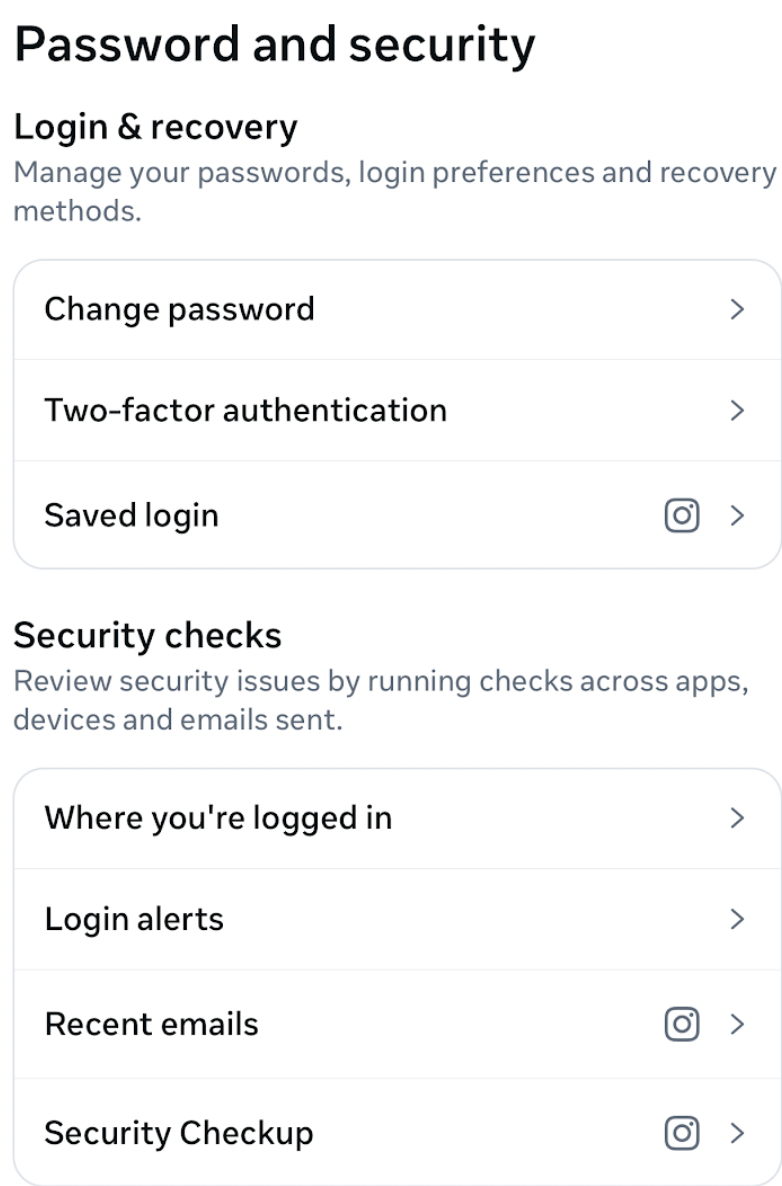 Password and security
Login & recovery
Manage your passwords, login preferences and recovery
methods.
Change password
Two-factor authentication
Saved login
Security checks
Review security issues by running checks across apps,
devices and emails sent.
Where you're logged in
Login alerts
Recent emails
Security Checkup